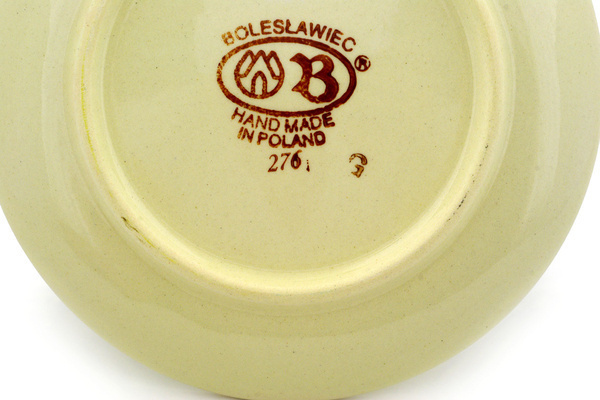 BOLESŁAWIEC
B ®
HAND MADE
IN POLAND
276